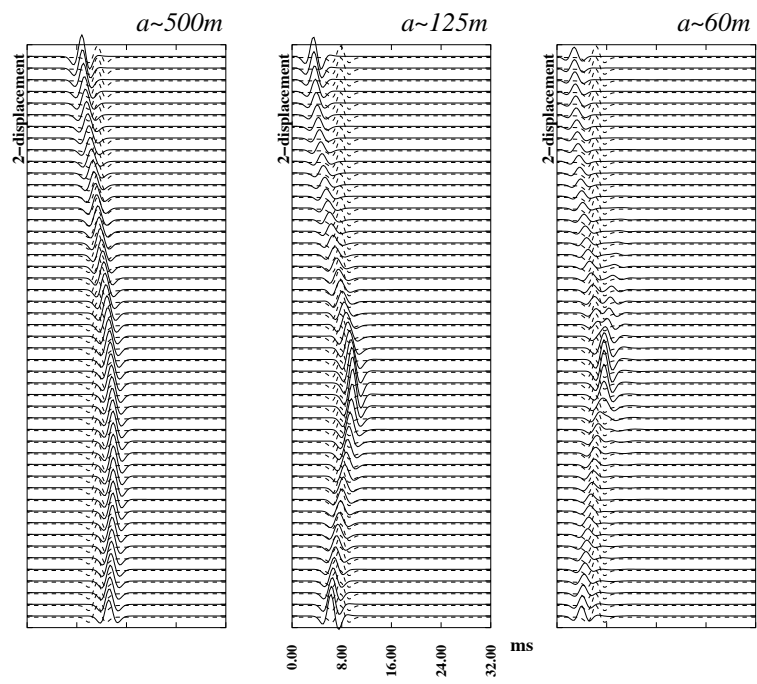 a~500m
a~125m
a~60m
2-displacement
2-displacement
2-displacement
0.00
8.00
16.00
24.00
32.00
ms